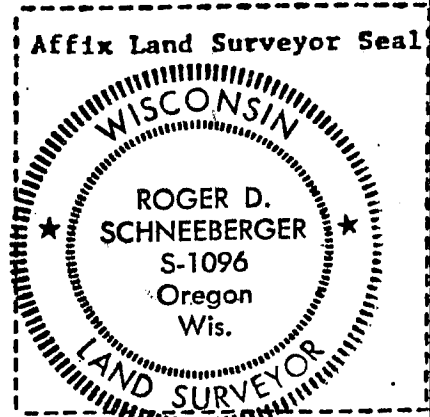 Affix Land Surveyor Seal
WISCONSIN
ROGER D.
SCHNEEBERGER
S-1096
Oregon
Wis.
LAND SURVEYOR